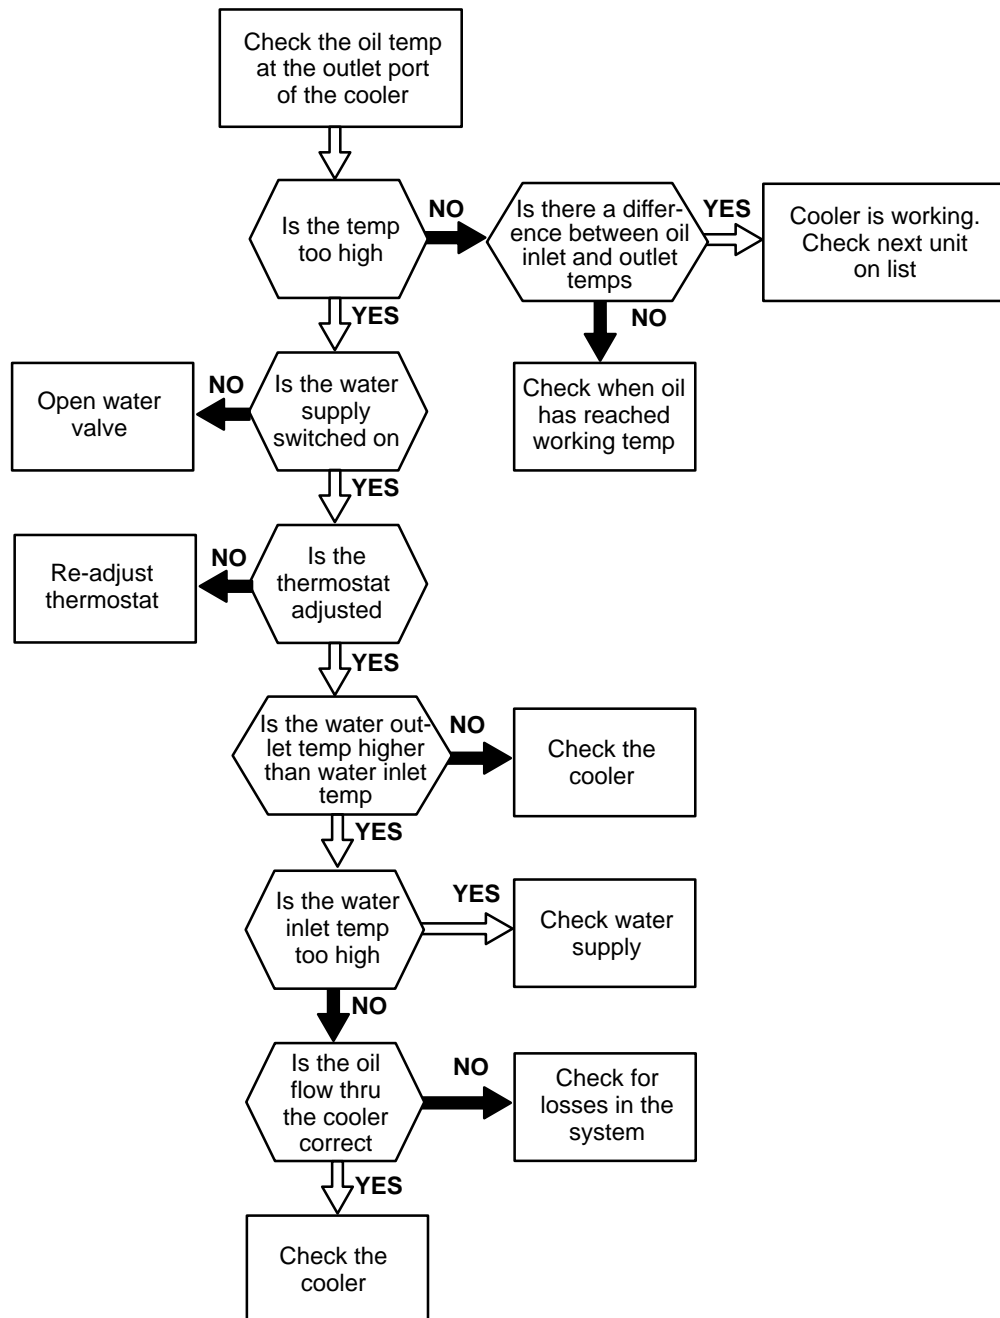 Check the oil temp
at the outlet port
of the cooler
Is the temp
too high
NO
Is there a differ-
ence between oil
inlet and outlet
temps
YES
Cooler is working.
Check next unit
on list
YES
NO
Check when oil
has reached
working temp
Is the water
supply
switched on
NO
Open water
valve
YES
Is the
thermostat
adjusted
NO
Re-adjust
thermostat
YES
Is the water out-
let temp higher
than water inlet
temp
NO
Check the
cooler
YES
Is the water
inlet temp
too high
YES
Check water
supply
NO
Is the oil
flow thru
the cooler
correct
NO
Check for
losses in the
system
YES
Check the
cooler